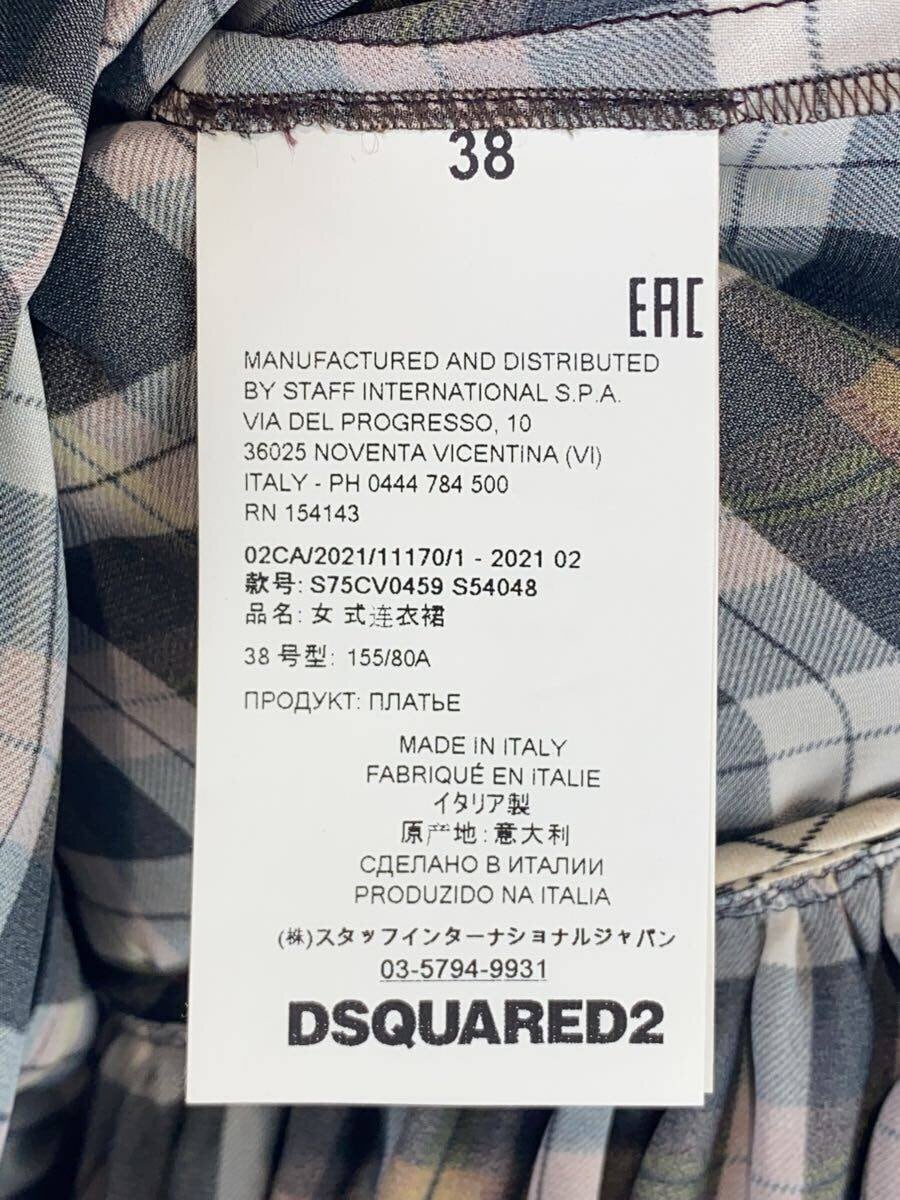 38
EAC
MANUFACTURED AND DISTRIBUTED
BY STAFF INTERNATIONAL S.P.A.
VIA DEL PROGRESSO, 10
36025 NOVENTA VICENTINA (VI)
ITALY - PH 0444 784 500
RN 154143
02CA/2021/11170/1 - 2021 02
款号: S75CV0459 S54048
品名: 女 式连衣裙
38 号型: 155/80A
ПРОДУКТ: ПЛАТЬЕ
MADE IN ITALY
FABRIQUÉ EN ITALIE
イタリア製
原产地: 意大利
СДЕЛАНО В ИТАЛИИ
PRODUZIDO NA ITALIA
(株)スタッフインターナショナルジャパン
03-5794-9931
DSQUARED2